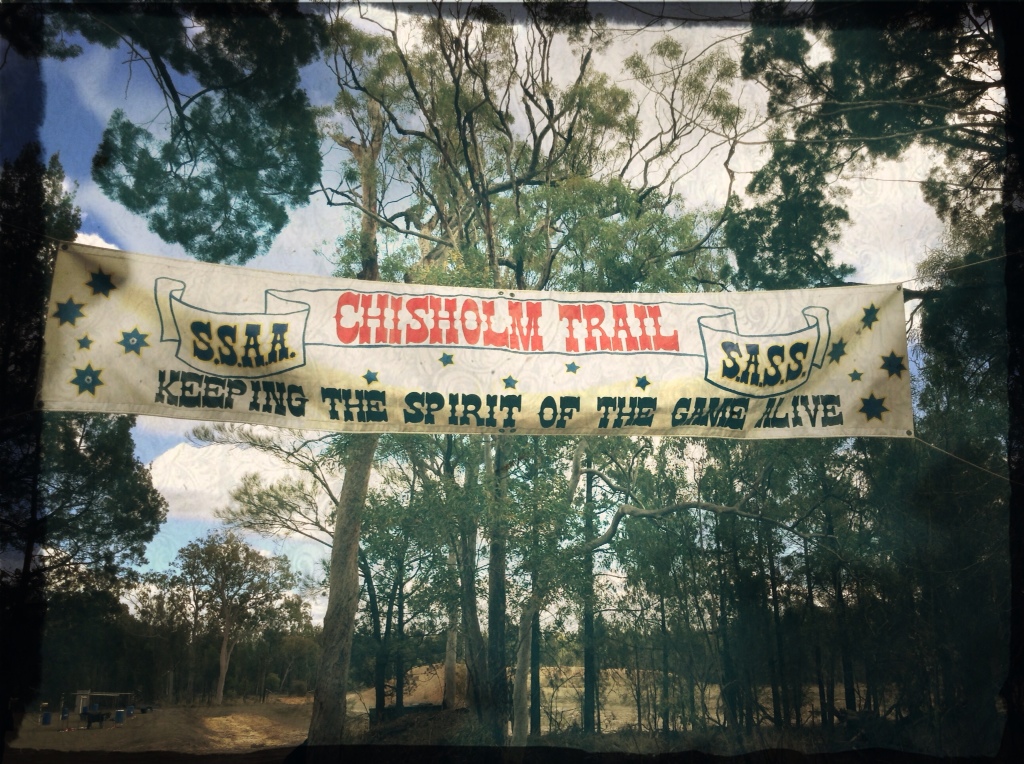 CHISHOLM TRAIL
S.S.A.A.
S.A.S.S.
KEEPING THE SPIRIT OF THE GAME ALIVE